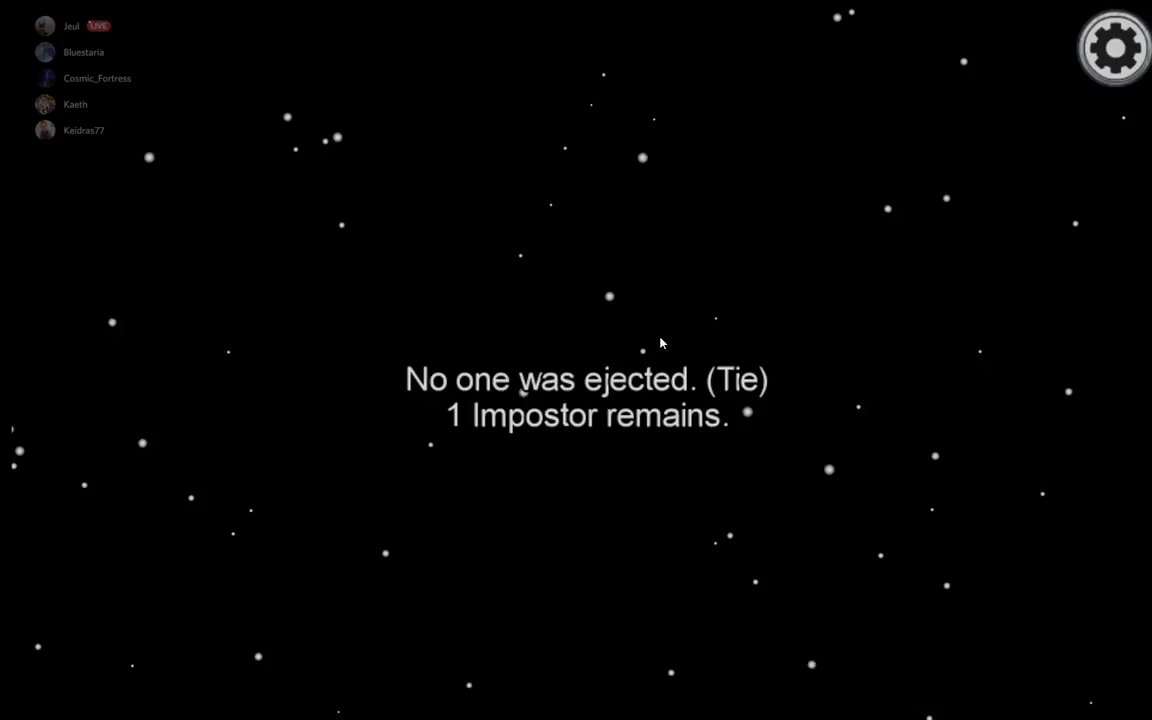 Jeul LIVE
Bluestaria
Cosmic_Fortress
Kaeth
Keidras77
No one was ejected. (Tie)
1 Impostor remains.